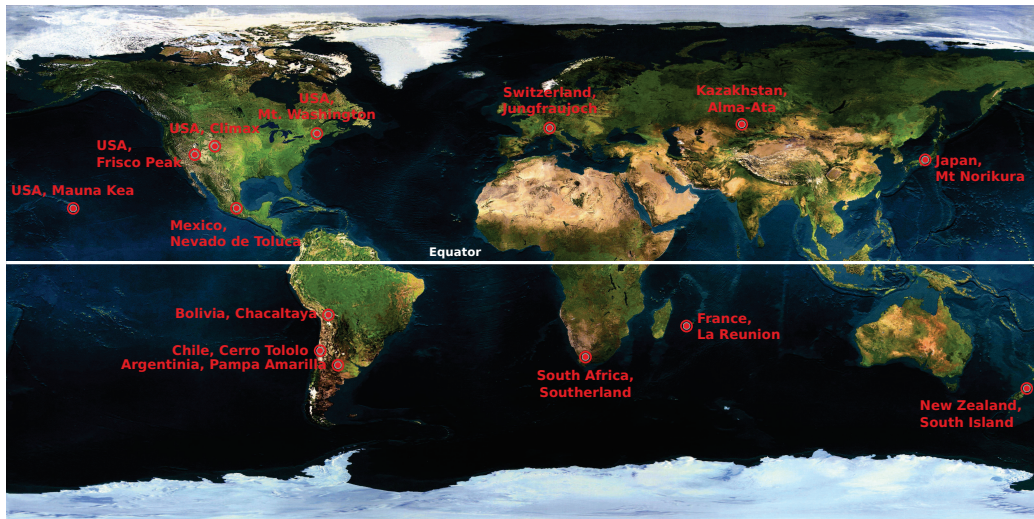 USA,
Mt. Washington
Switzerland,
Jungfraujoch
Kazakhstan,
Alma-Ata
USA, Climax
USA,
Frisco Peak
Japan,
Mt Norikura
USA, Mauna Kea
Mexico,
Nevado de Toluca
Equator
Bolivia, Chacaltaya
France,
La Reunion
Chile, Cerro Tololo
Argentinia, Pampa Amarilla
South Africa,
Southerland
New Zealand,
South Island